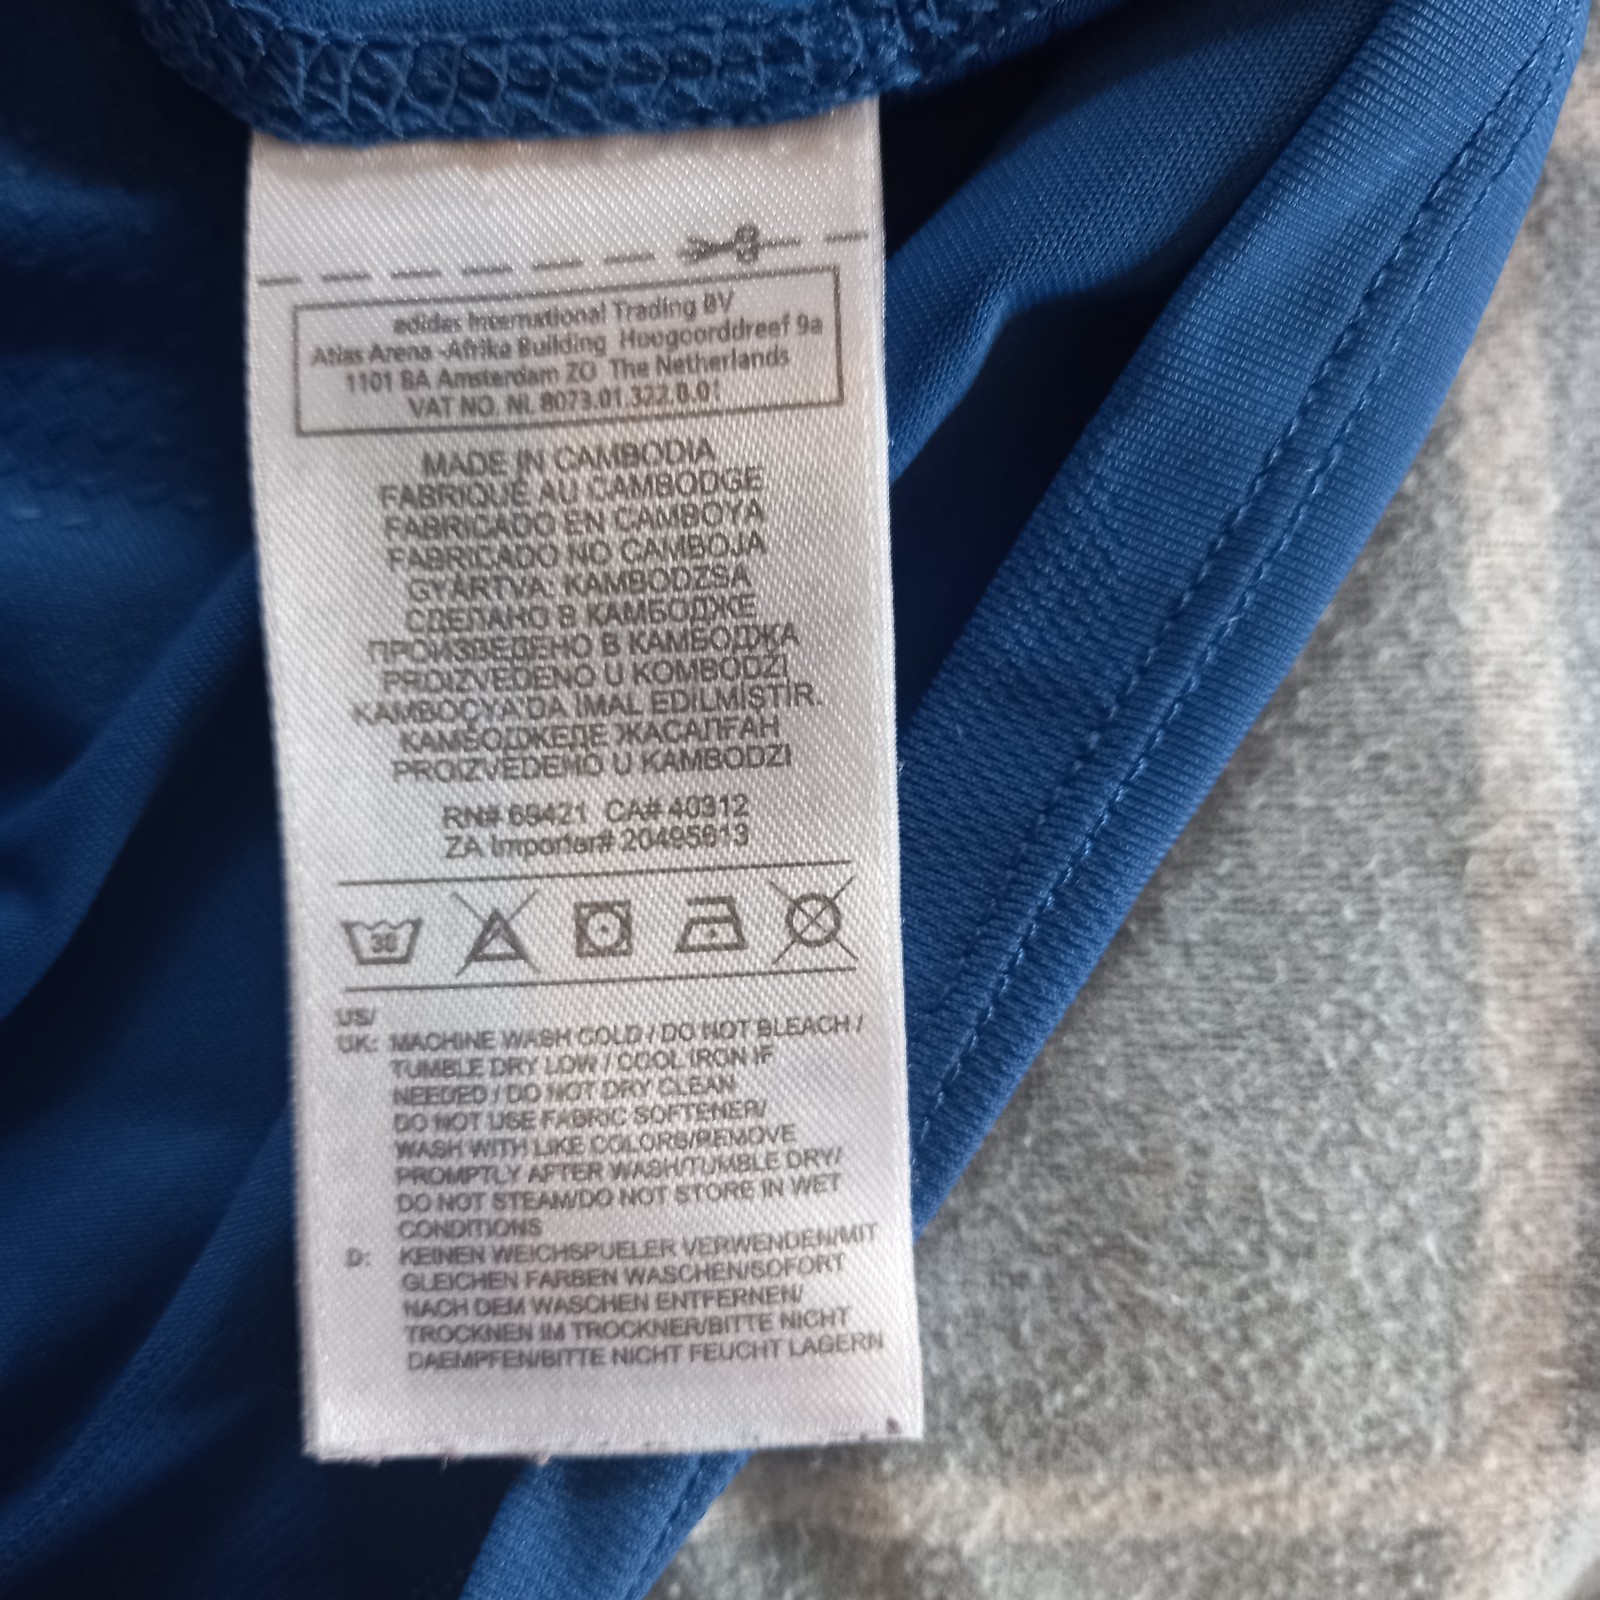 adidas International Trading BV
Atlas Arena -Afrika Building Hoogoorddreef 9a
1101 BA Amsterdam ZO The Netherlands
VAT NO. NL 8073.01.322.B.01
MADE IN CAMBODIA
FABRIQUÉ AU CAMBODGE
FABRICADO EN CAMBOYA
FABRICADO NO CAMBOJA
GYÁRTVA: KAMBODZSA
СДЕЛАНО В КАМБОДЖЕ
ПРОИЗВЕДЕНО В КАМБОДЖА
PROIZVEDENO U KOMBODZI
KAMBOÇYA'DA İMAL EDİLMİŞTİR.
КАМБОДЖЕДЕ ЖАСАЛҒАН
PROIZVEDENO U KAMBODZI
RN# 69421 CA# 40312
ZA Importer# 20495813
30
US/
UK: MACHINE WASH COLD / DO NOT BLEACH /
TUMBLE DRY LOW / COOL IRON IF
NEEDED / DO NOT DRY CLEAN
DO NOT USE FABRIC SOFTENER/
WASH WITH LIKE COLORS/REMOVE
PROMPTLY AFTER WASH/TUMBLE DRY/
DO NOT STEAM/DO NOT STORE IN WET
CONDITIONS
D: KEINEN WEICHSPUELER VERWENDEN/MIT
GLEICHEN FARBEN WASCHEN/SOFORT
NACH DEM WASCHEN ENTFERNEN/
TROCKNEN IM TROCKNER/BITTE NICHT
DAEMPFEN/BITTE NICHT FEUCHT LAGERN